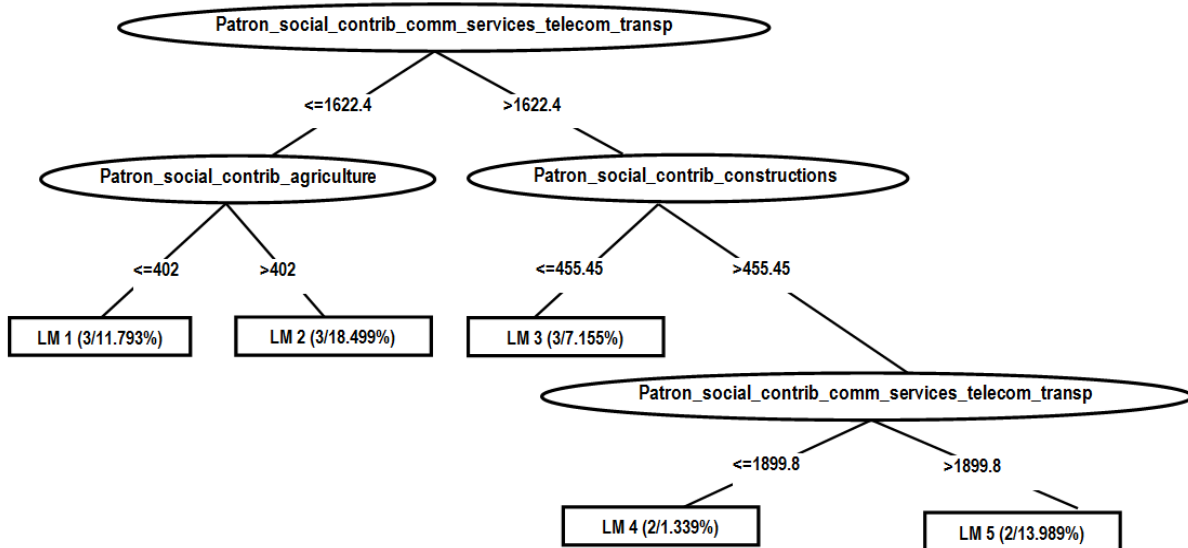 Patron_social_contrib_comm_services_telecom_transp
<=1622.4
>1622.4
Patron_social_contrib_agriculture
Patron_social_contrib_constructions
<=402
>402
<=455.45
>455.45
LM 1 (3/11.793%)
LM 2 (3/18.499%)
LM 3 (3/7.155%)
Patron_social_contrib_comm_services_telecom_transp
<=1899.8
>1899.8
LM 4 (2/1.339%)
LM 5 (2/13.989%)